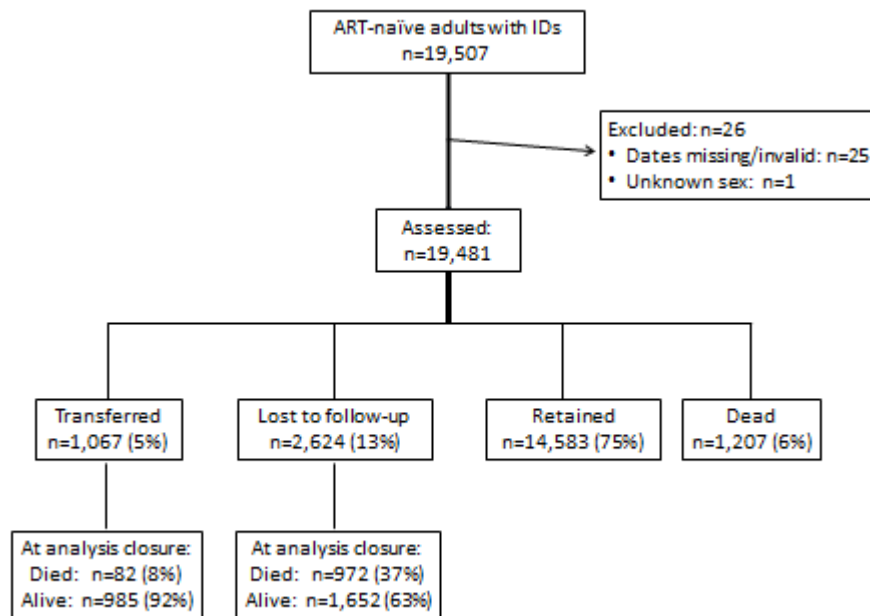 ART-naïve adults with IDs
n=19,507
Excluded: n=26
• Dates missing/invalid: n=25
• Unknown sex: n=1
Assessed:
n=19,481
Transferred
n=1,067 (5%)
Lost to follow-up
n=2,624 (13%)
Retained
n=14,583 (75%)
Dead
n=1,207 (6%)
At analysis closure:
Died: n=82 (8%)
Alive: n=985 (92%)
At analysis closure:
Died: n=972 (37%)
Alive: n=1,652 (63%)